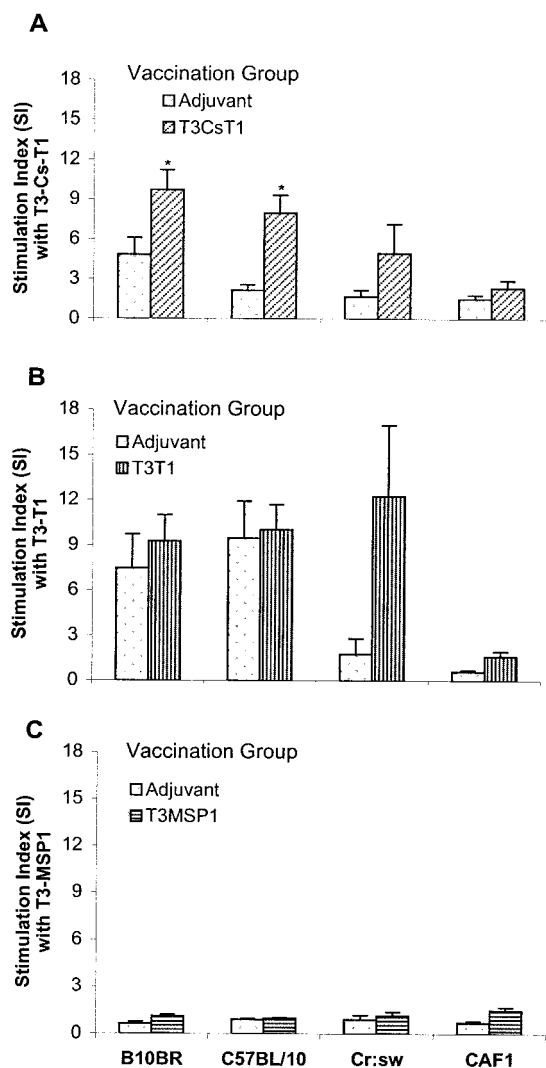 A
Vaccination Group
Adjuvant
T3CsT1
Stimulation Index (SI)
with T3-Cs-T1
18
15
12
9
6
3
0
*
*
B
Vaccination Group
Adjuvant
T3T1
Stimulation Index (SI)
with T3-T1
18
15
12
9
6
3
0
C
Vaccination Group
Adjuvant
T3MSP1
Stimulation Index (SI)
with T3-MSP1
18
15
12
9
6
3
0
B10BR C57BL/10 Cr:sw CAF1